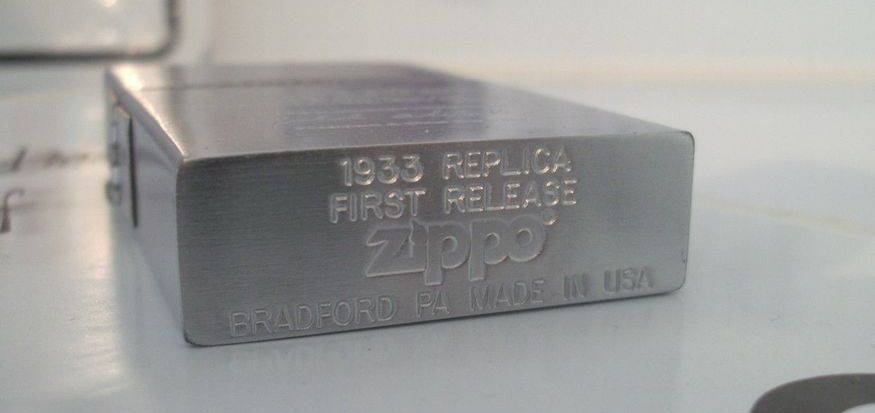 1933 REPLICA
FIRST RELEASE
Zippo®
BRADFORD PA MADE IN USA